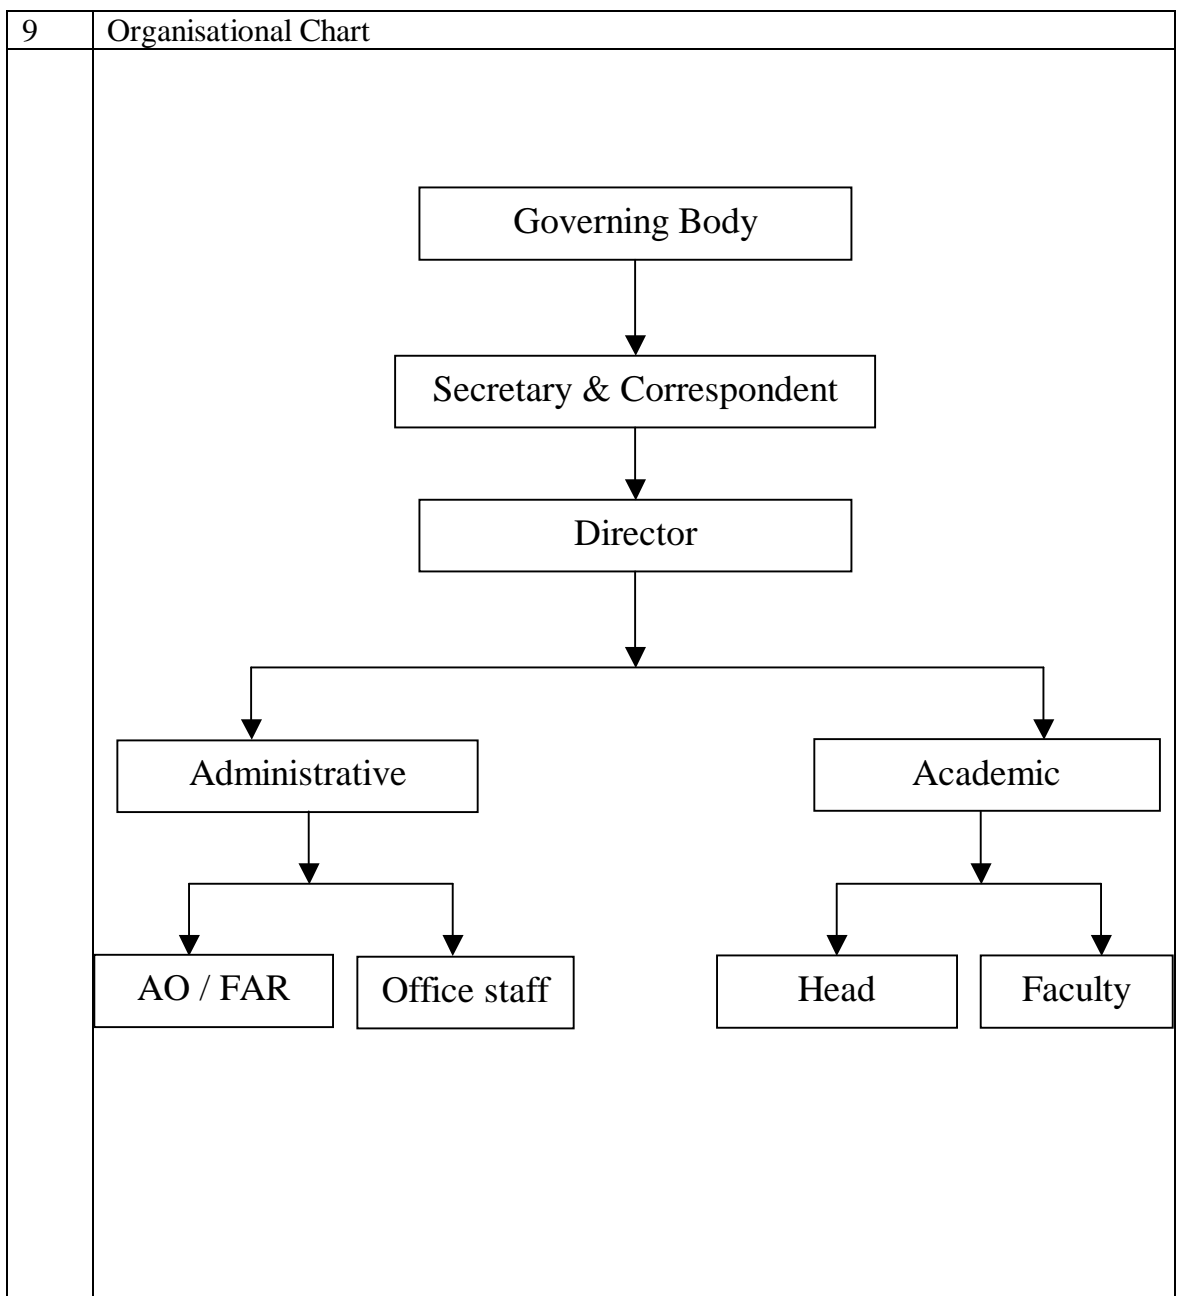 9 Organisational Chart
Governing Body
Secretary & Correspondent
Director
Administrative Academic
AO / FAR Office staff Head Faculty